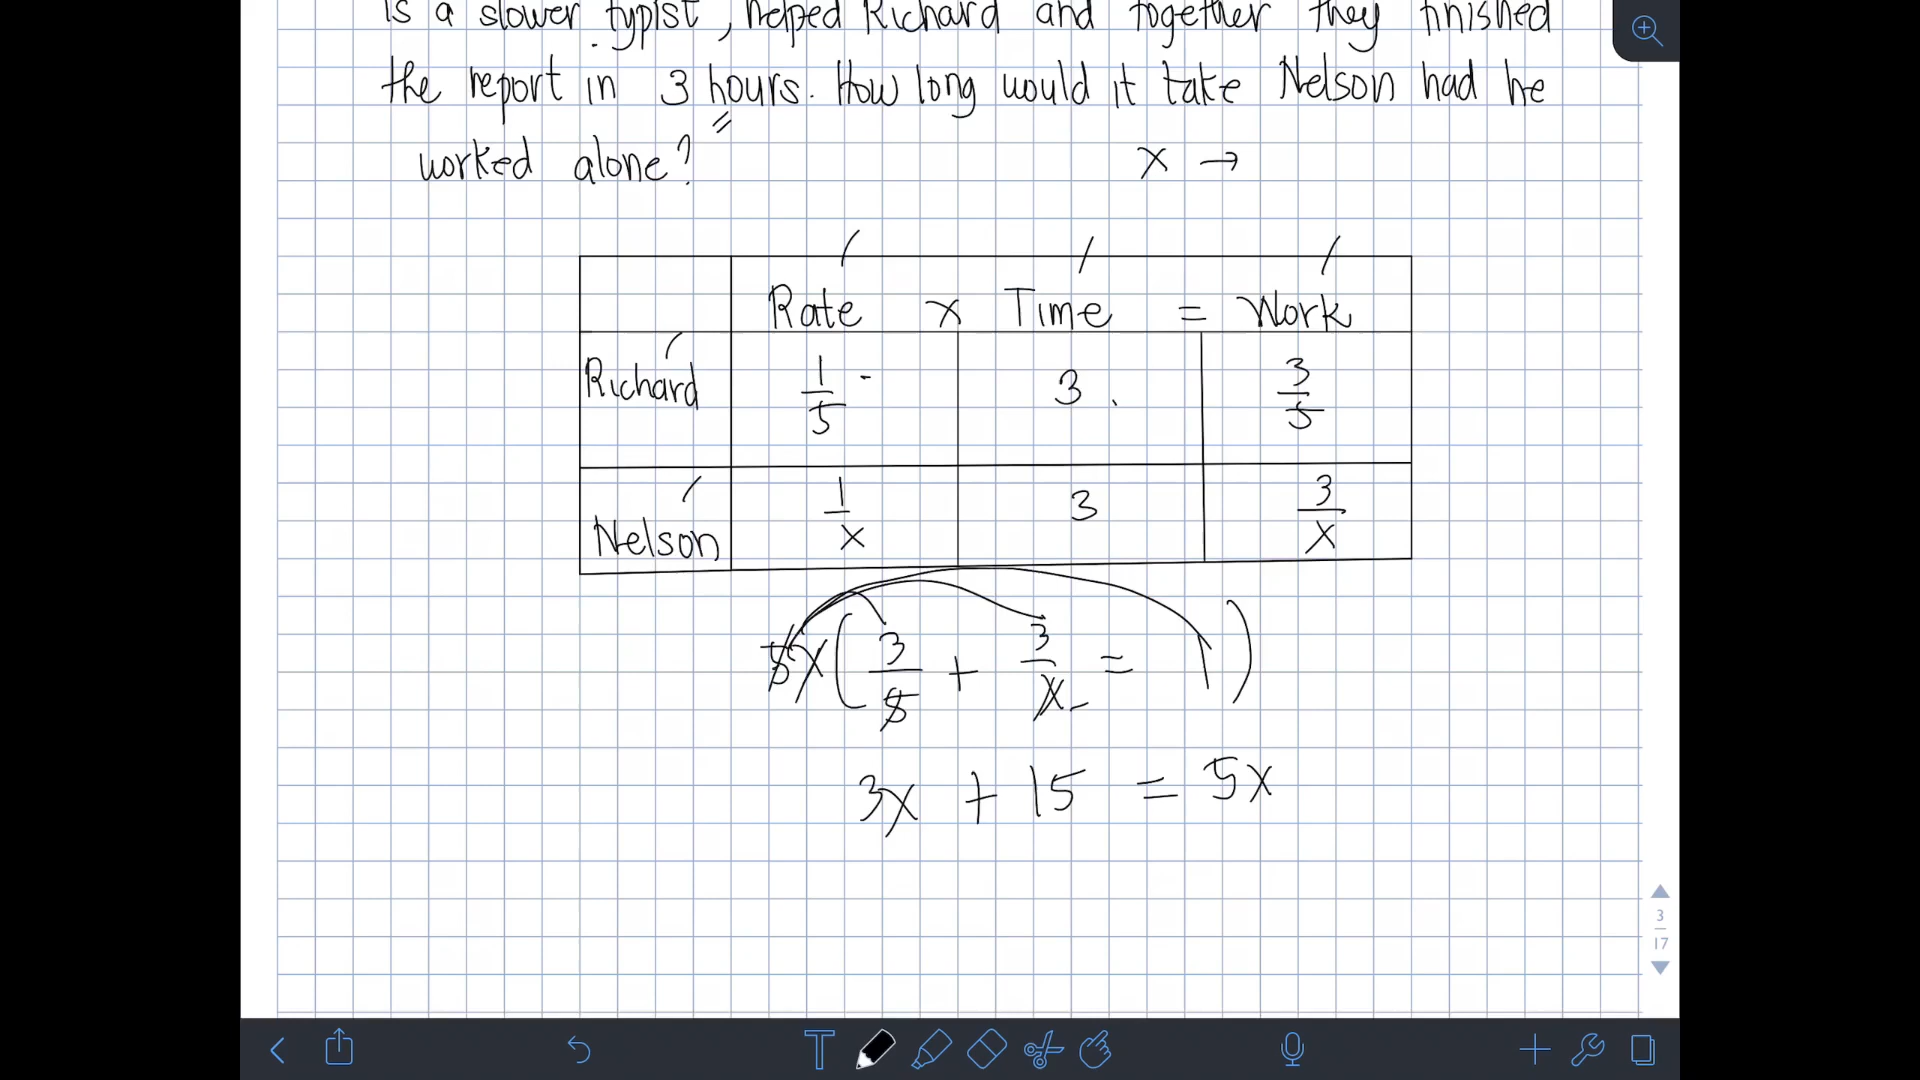 is a slower typist, helped Richard and together they finished
the report in 3 hours. How long would it take Nelson had he
worked alone? x →
Rate x Time = Work
Richard 1/5 3 3/5
Nelson 1/x 3 3/x
5x(3/5 + 3/x = 1)
3x + 15 = 5x
3
17
T